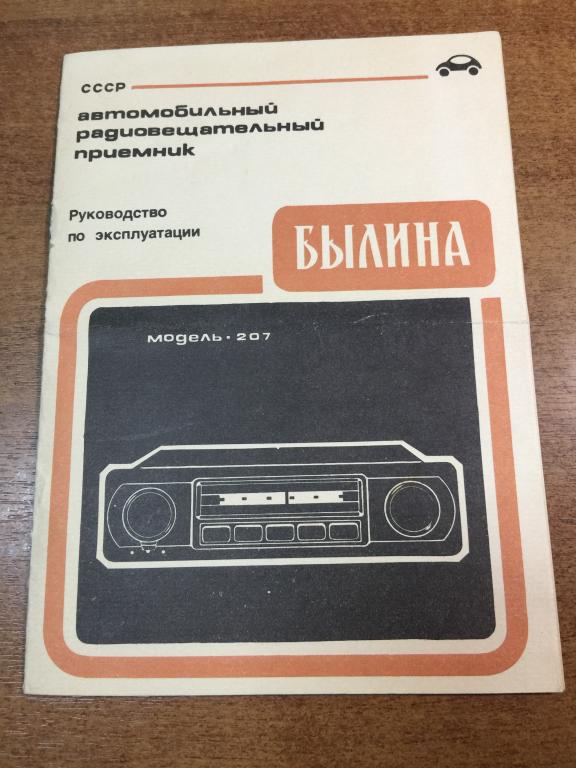 СССР
автомобильный
радиовещательный
приемник
Руководство
по эксплуатации
БЫЛИНА
модель · 207